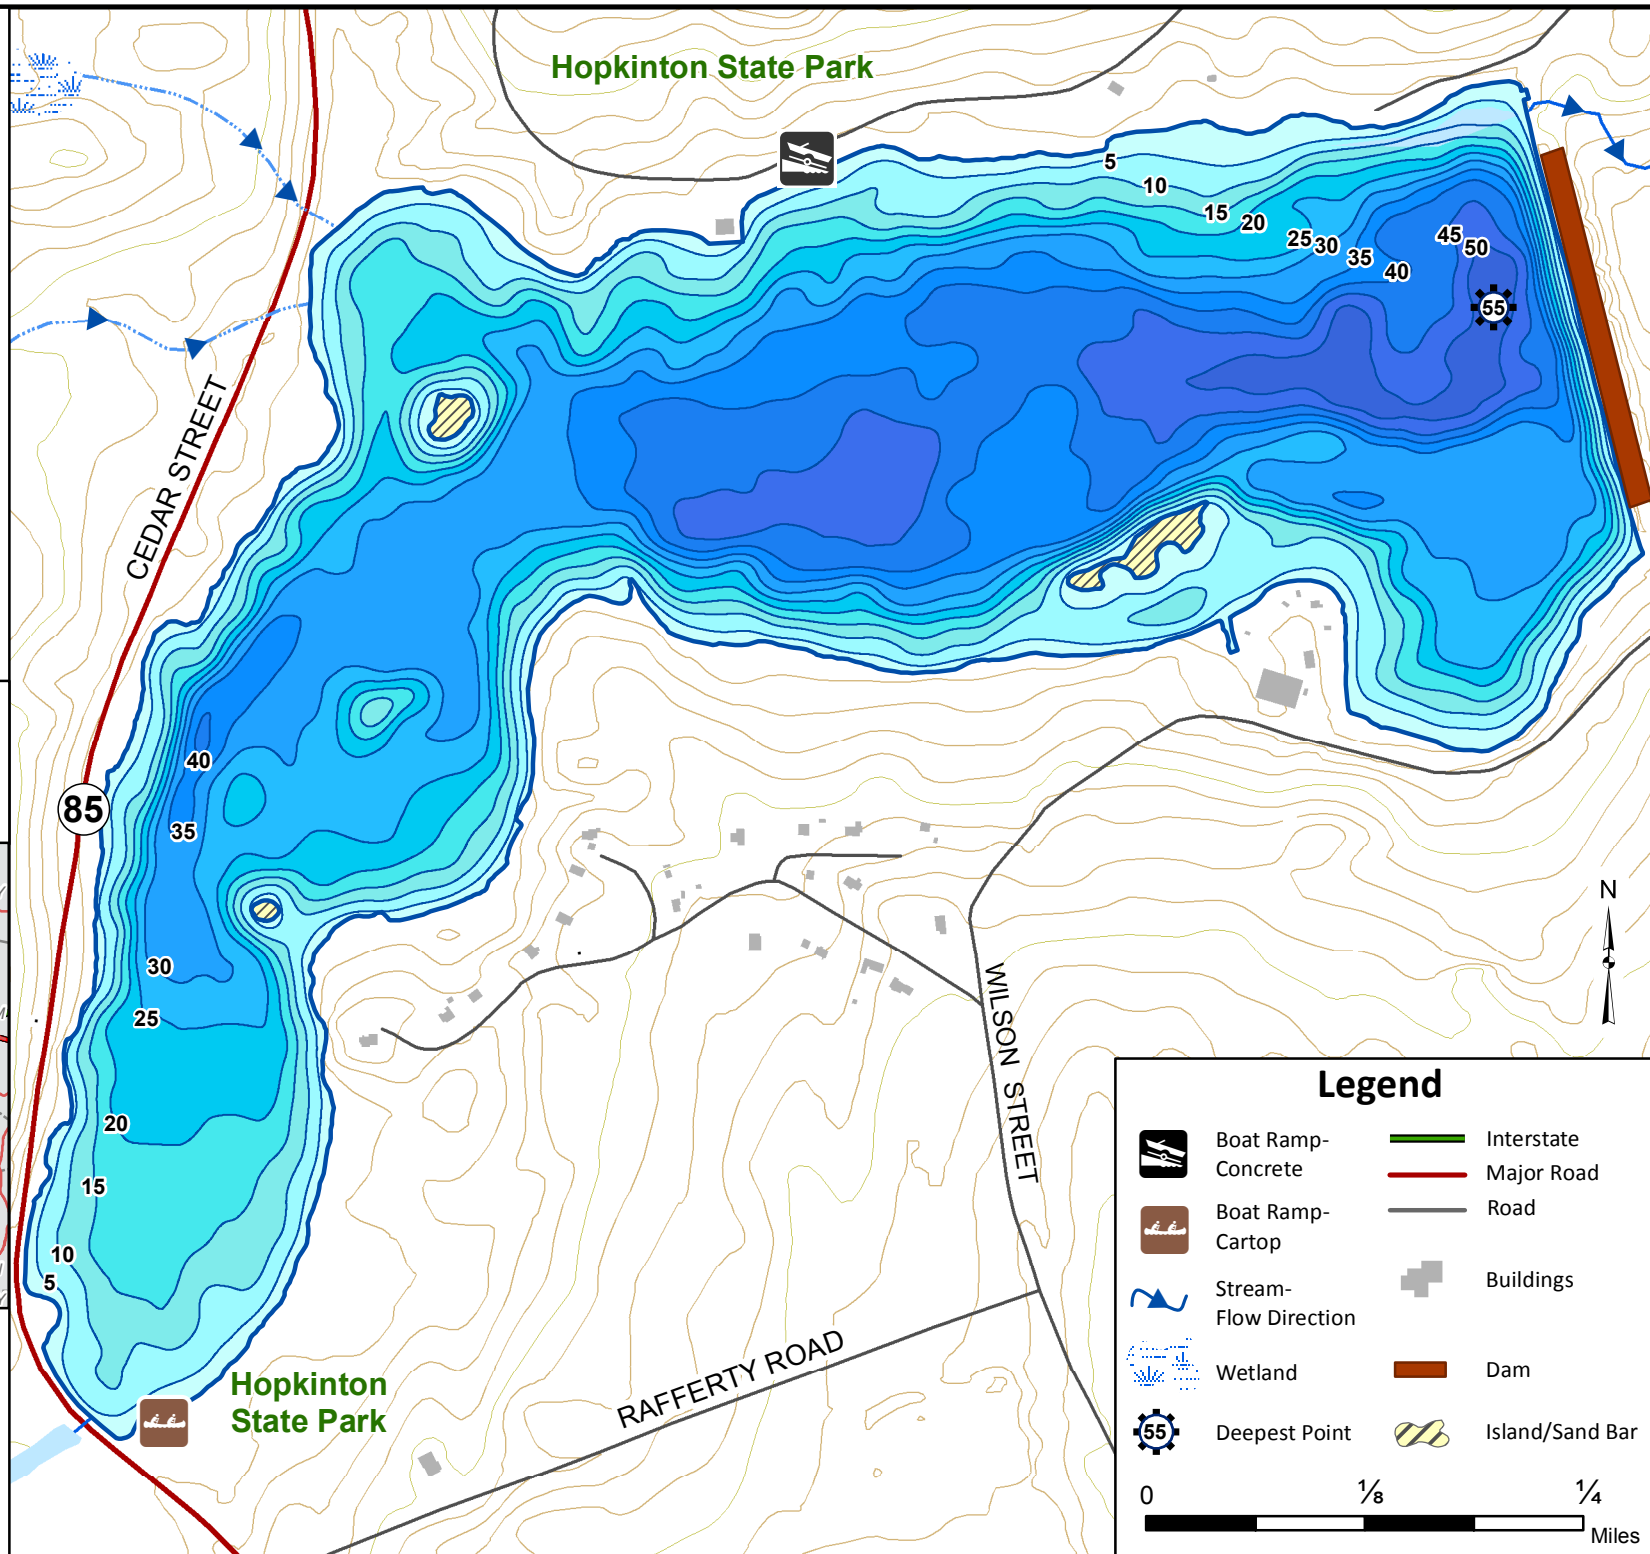 Hopkinton State Park
5
10
15
20
25
30
35
40
45
50
55
CEDAR STREET
40
85
35
30
25
20
15
10
5
N
WILSON STREET
RAFFERTY ROAD
Hopkinton
State Park
Legend
Boat Ramp-
Concrete
Boat Ramp-
Cartop
Stream-
Flow Direction
Wetland
55
Deepest Point
Interstate
Major Road
Road
Buildings
Dam
Island/Sand Bar
0
⅛
¼
Miles